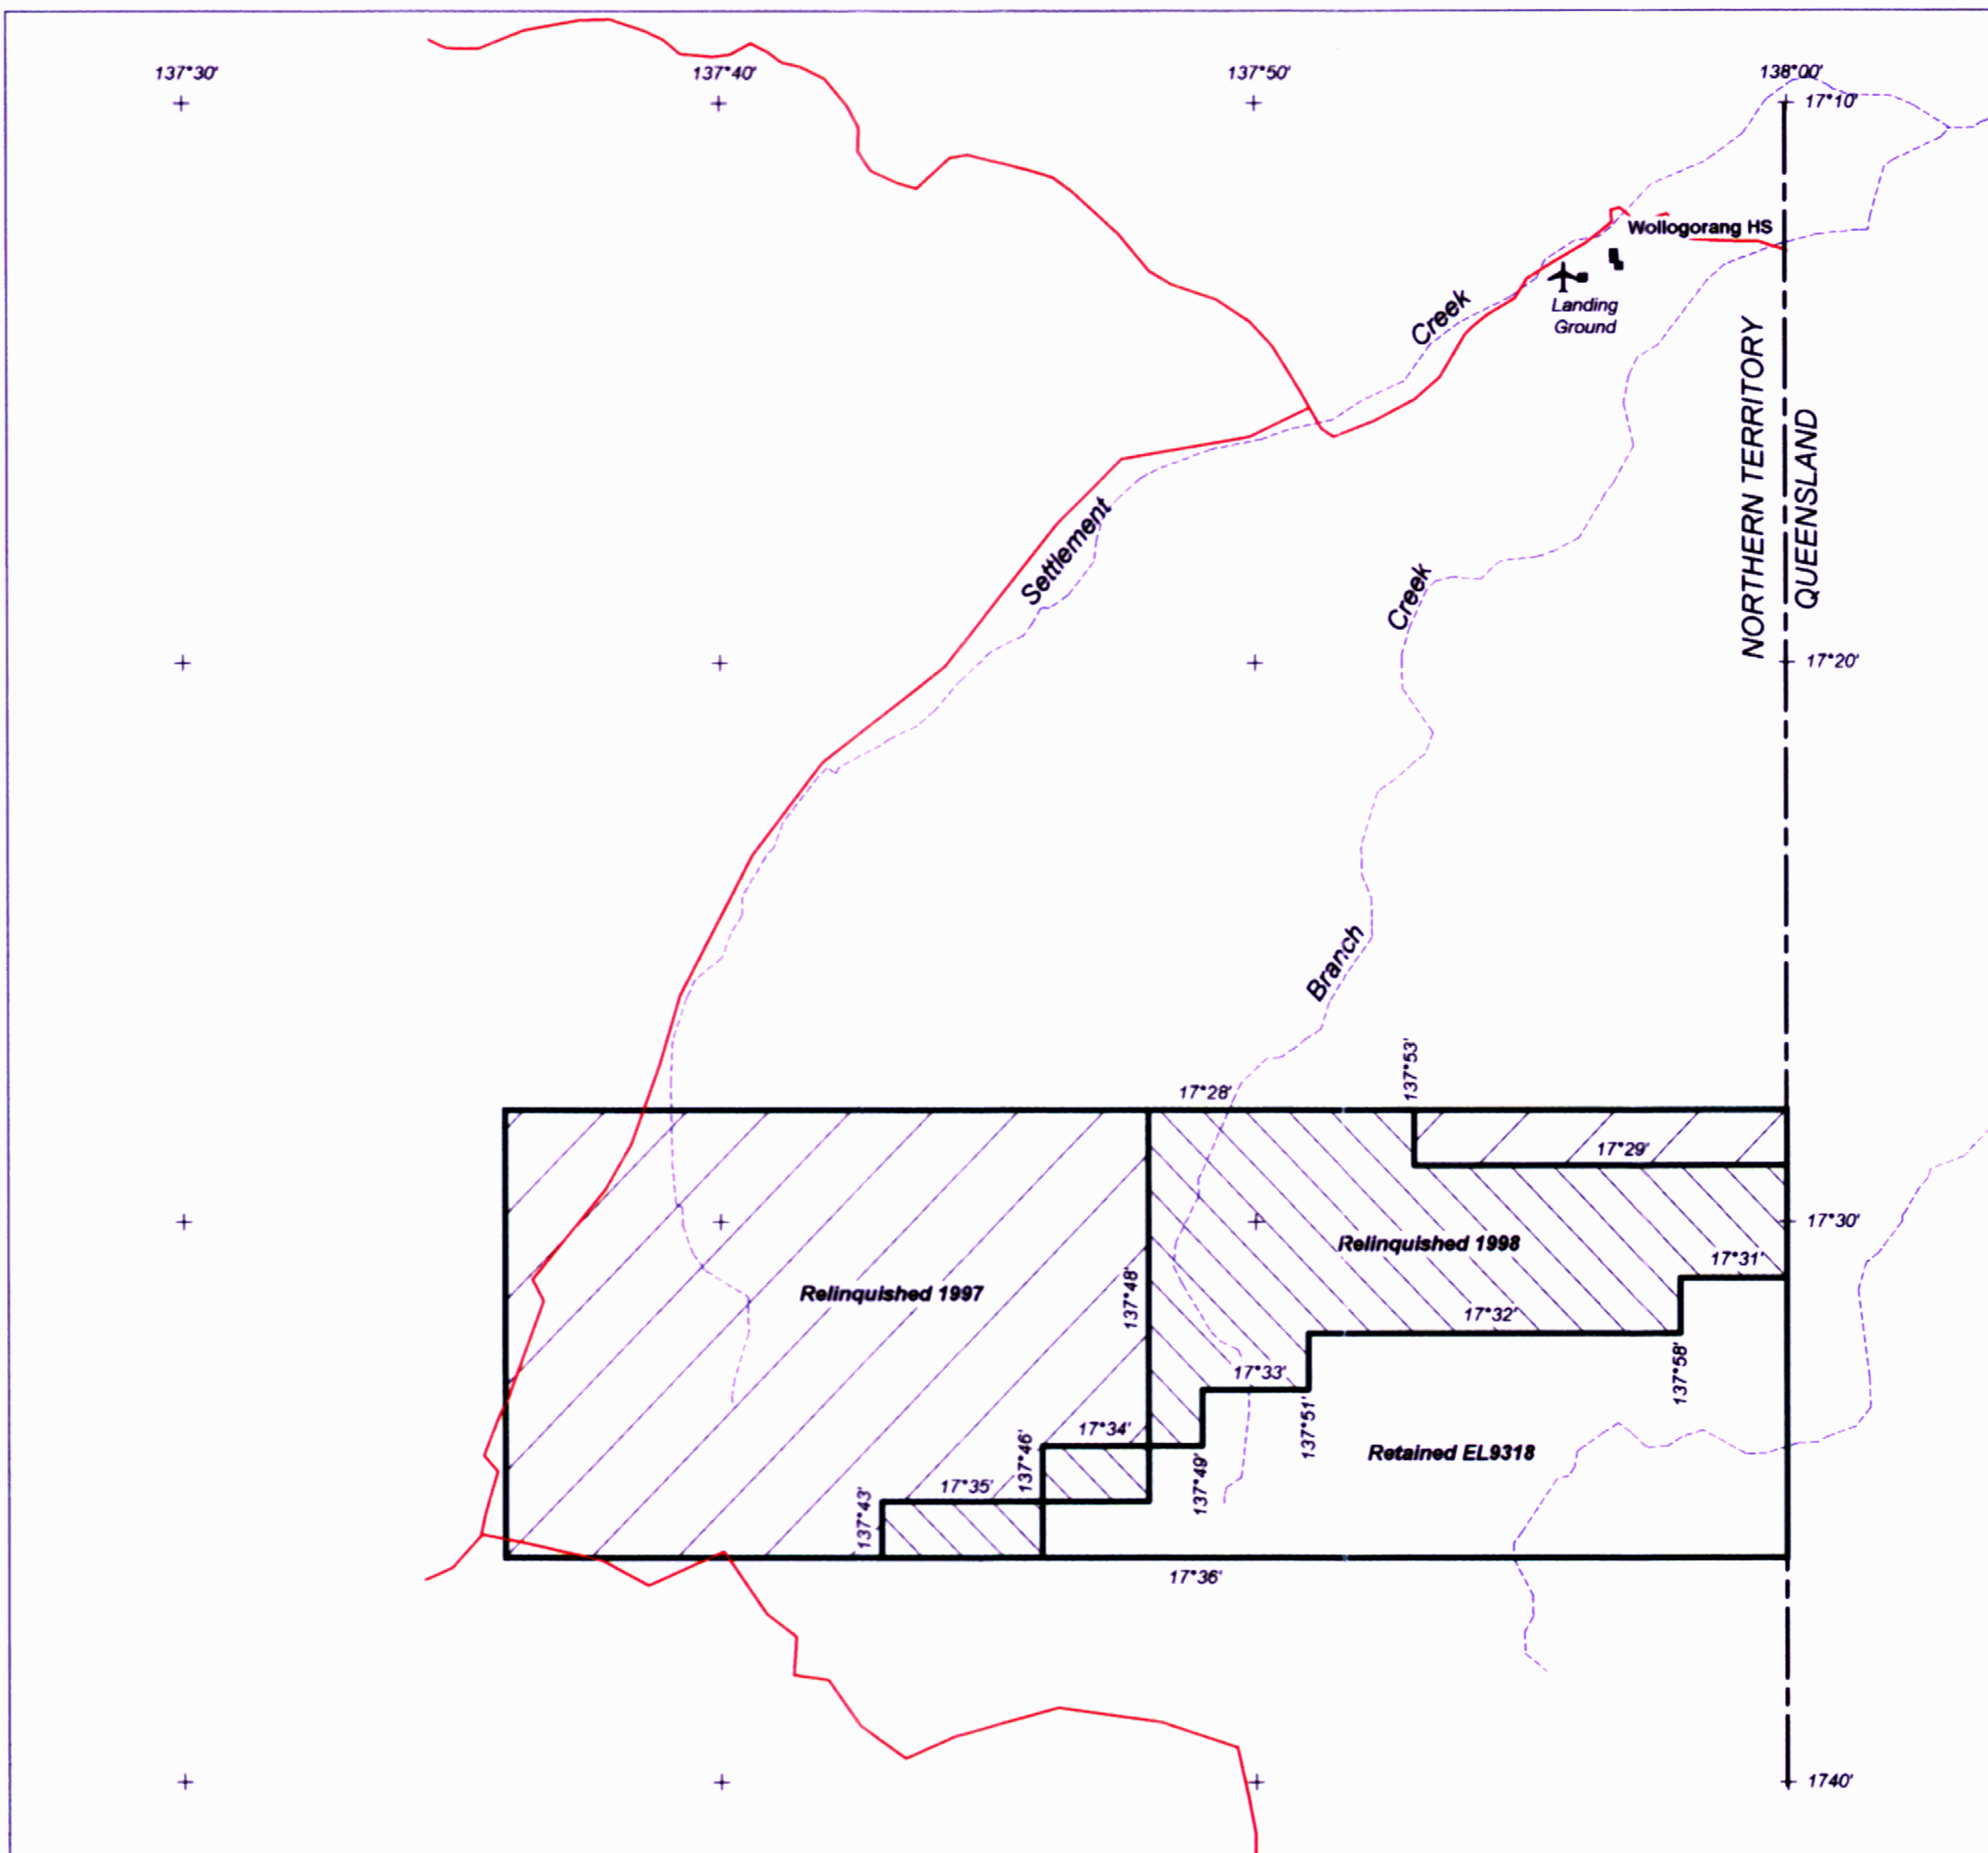 137°30'
137°40'
137°50'
138°00'
17°10'
Wollogorang HS
Landing
Ground
Creek
NORTHERN TERRITORY
QUEENSLAND
Settlement
Creek
17°20'
Branch
137°53'
17°28'
17°29'
17°30'
Relinquished 1998
17°31'
Relinquished 1997
137°48'
17°32'
17°33'
137°58'
17°34'
137°46'
137°51'
Retained EL9318
137°49'
17°35'
137°43'
17°36'
1740'